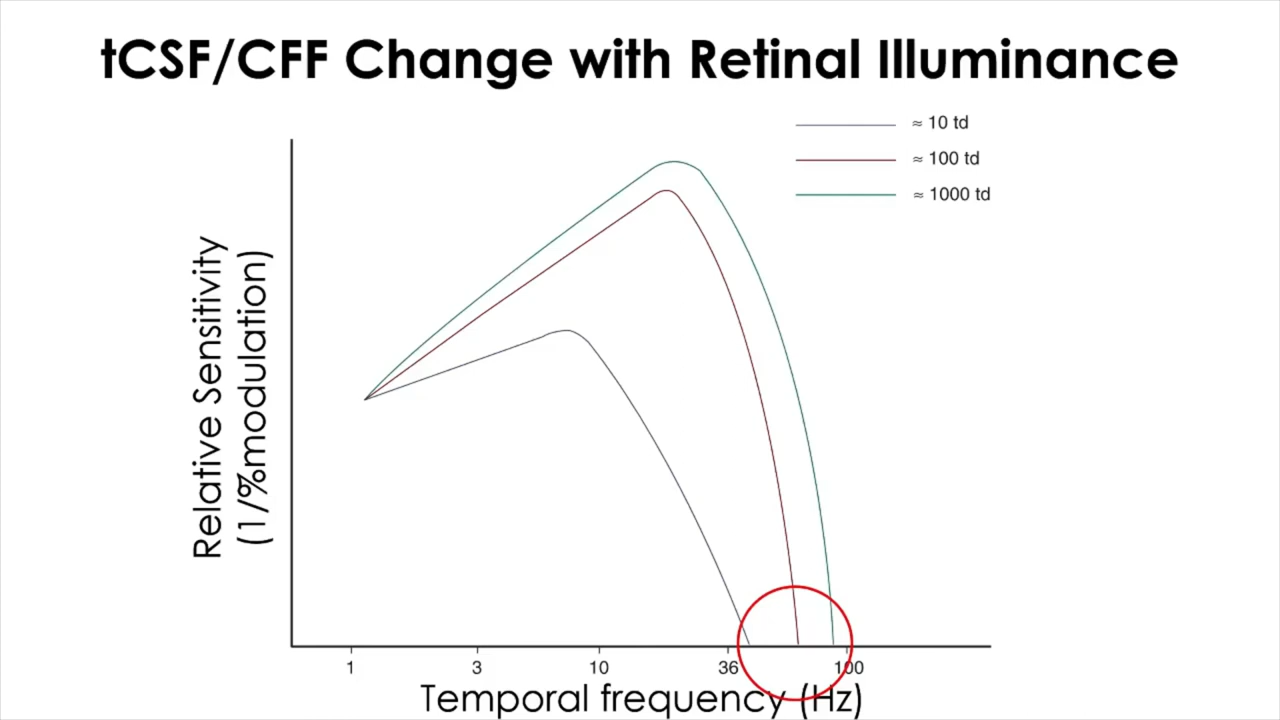 tCSF/CFF Change with Retinal Illuminance
≈ 10 td
≈ 100 td
≈ 1000 td
Relative Sensitivity
(1/%modulation)
1 3 10 36 100
Temporal frequency (Hz)